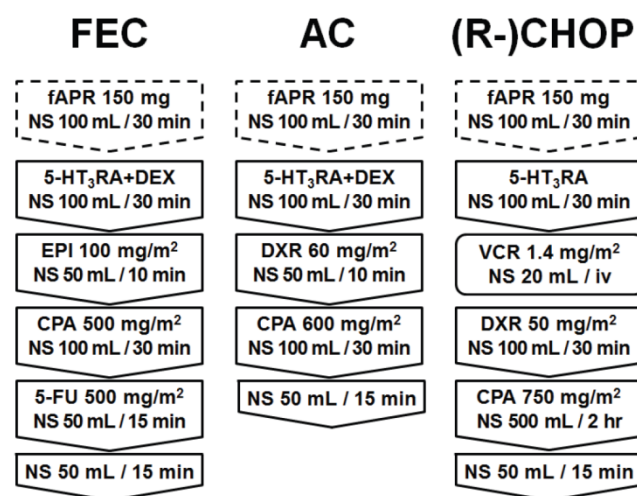 FEC
fAPR 150 mg
NS 100 mL / 30 min
5-HT₃RA+DEX
NS 100 mL / 30 min
EPI 100 mg/m²
NS 50 mL / 10 min
CPA 500 mg/m²
NS 100 mL / 30 min
5-FU 500 mg/m²
NS 50 mL / 15 min
NS 50 mL / 15 min
AC
fAPR 150 mg
NS 100 mL / 30 min
5-HT₃RA+DEX
NS 100 mL / 30 min
DXR 60 mg/m²
NS 50 mL / 10 min
CPA 600 mg/m²
NS 100 mL / 30 min
NS 50 mL / 15 min
(R-)CHOP
fAPR 150 mg
NS 100 mL / 30 min
5-HT₃RA
NS 100 mL / 30 min
VCR 1.4 mg/m²
NS 20 mL / iv
DXR 50 mg/m²
NS 100 mL / 30 min
CPA 750 mg/m²
NS 500 mL / 2 hr
NS 50 mL / 15 min